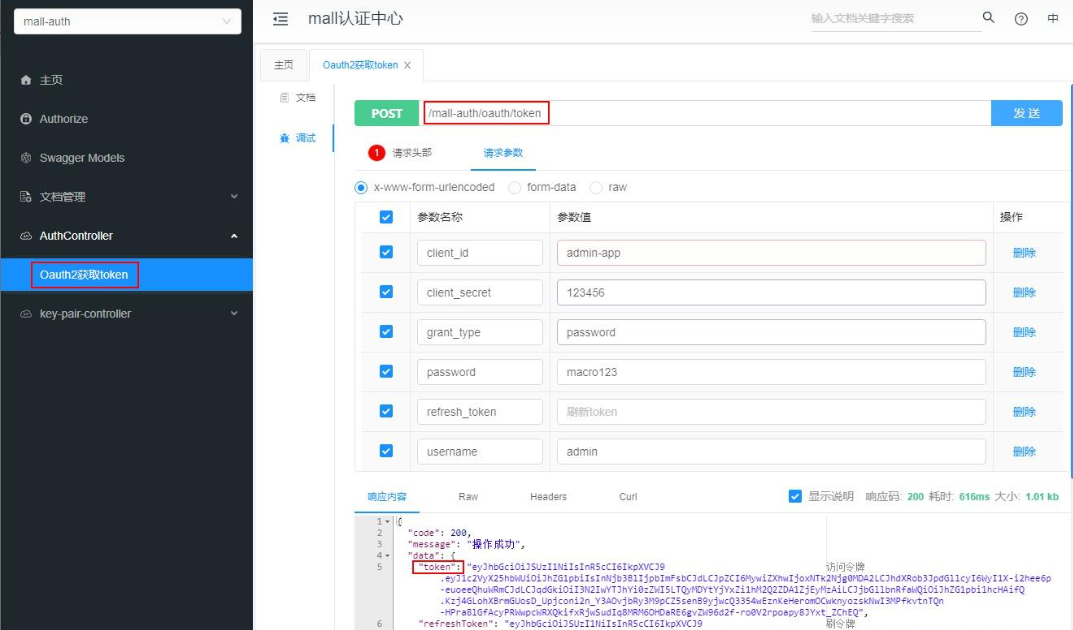 mall-auth
mall认证中心
输入文档关键字搜索
中
主页
Authorize
Swagger Models
文档管理
AuthController
Oauth2获取token
key-pair-controller
主页
Oauth2获取token
文档
调试
POST
/mall-auth/oauth/token
发 送
1 请求头部
请求参数
x-www-form-urlencoded form-data raw
参数名称 参数值 操作
client_id admin-app 删除
client_secret 123456 删除
grant_type password 删除
password macro123 删除
refresh_token 刷新token 删除
username admin 删除
响应内容 Raw Headers Curl
显示说明 响应码: 200 耗时: 616ms 大小: 1.01 kb
1 {
2 "code": 200,
3 "message": "操作成功",
4 "data": {
5 "token": "eyJhbGciOiJSUzI1NiIsInR5cCI6IkpXVCJ9 访问令牌
6 "refreshToken": "eyJhbGciOiJSUzI1NiIsInR5cCI6IkpXVCJ9 刷令牌